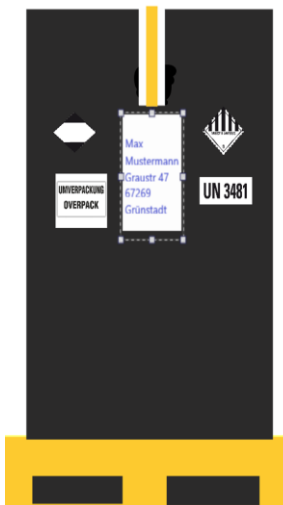 Max
Mustermann
Graustr 47
67269
Grünstadt
UMVERPACKUNG
OVERPACK
UN 3481